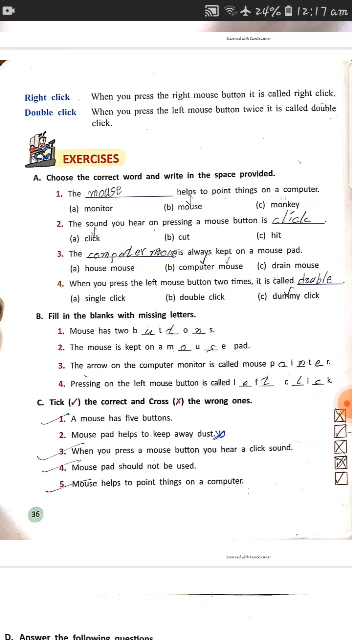 24% 12:17 am
Right click When you press the right mouse button it is called right click.
Double click When you press the left mouse button twice it is called double
click.
EXERCISES
A. Choose the correct word and write in the space provided.
1. The mouse helps to point things on a computer.
(a) monitor (b) mouse (c) monkey
2. The sound you hear on pressing a mouse button is click.
(a) click (b) cut (c) hit
3. The computer mouse is always kept on a mouse pad.
(a) house mouse (b) computer mouse (c) drain mouse
4. When you press the left mouse button two times, it is called double
(a) single click (b) double click (c) dummy click
B. Fill in the blanks with missing letters.
1. Mouse has two b u t t o n s.
2. The mouse is kept on a m o u s e pad.
3. The arrow on the computer monitor is called mouse p o i n t e r.
4. Pressing on the left mouse button is called l e f t c l i c k
C. Tick (✓) the correct and Cross (✗) the wrong ones.
1. A mouse has five buttons.
2. Mouse pad helps to keep away dust.
3. When you press a mouse button you hear a click sound.
4. Mouse pad should not be used.
5. Mouse helps to point things on a computer.
36
D. Answer the following questions